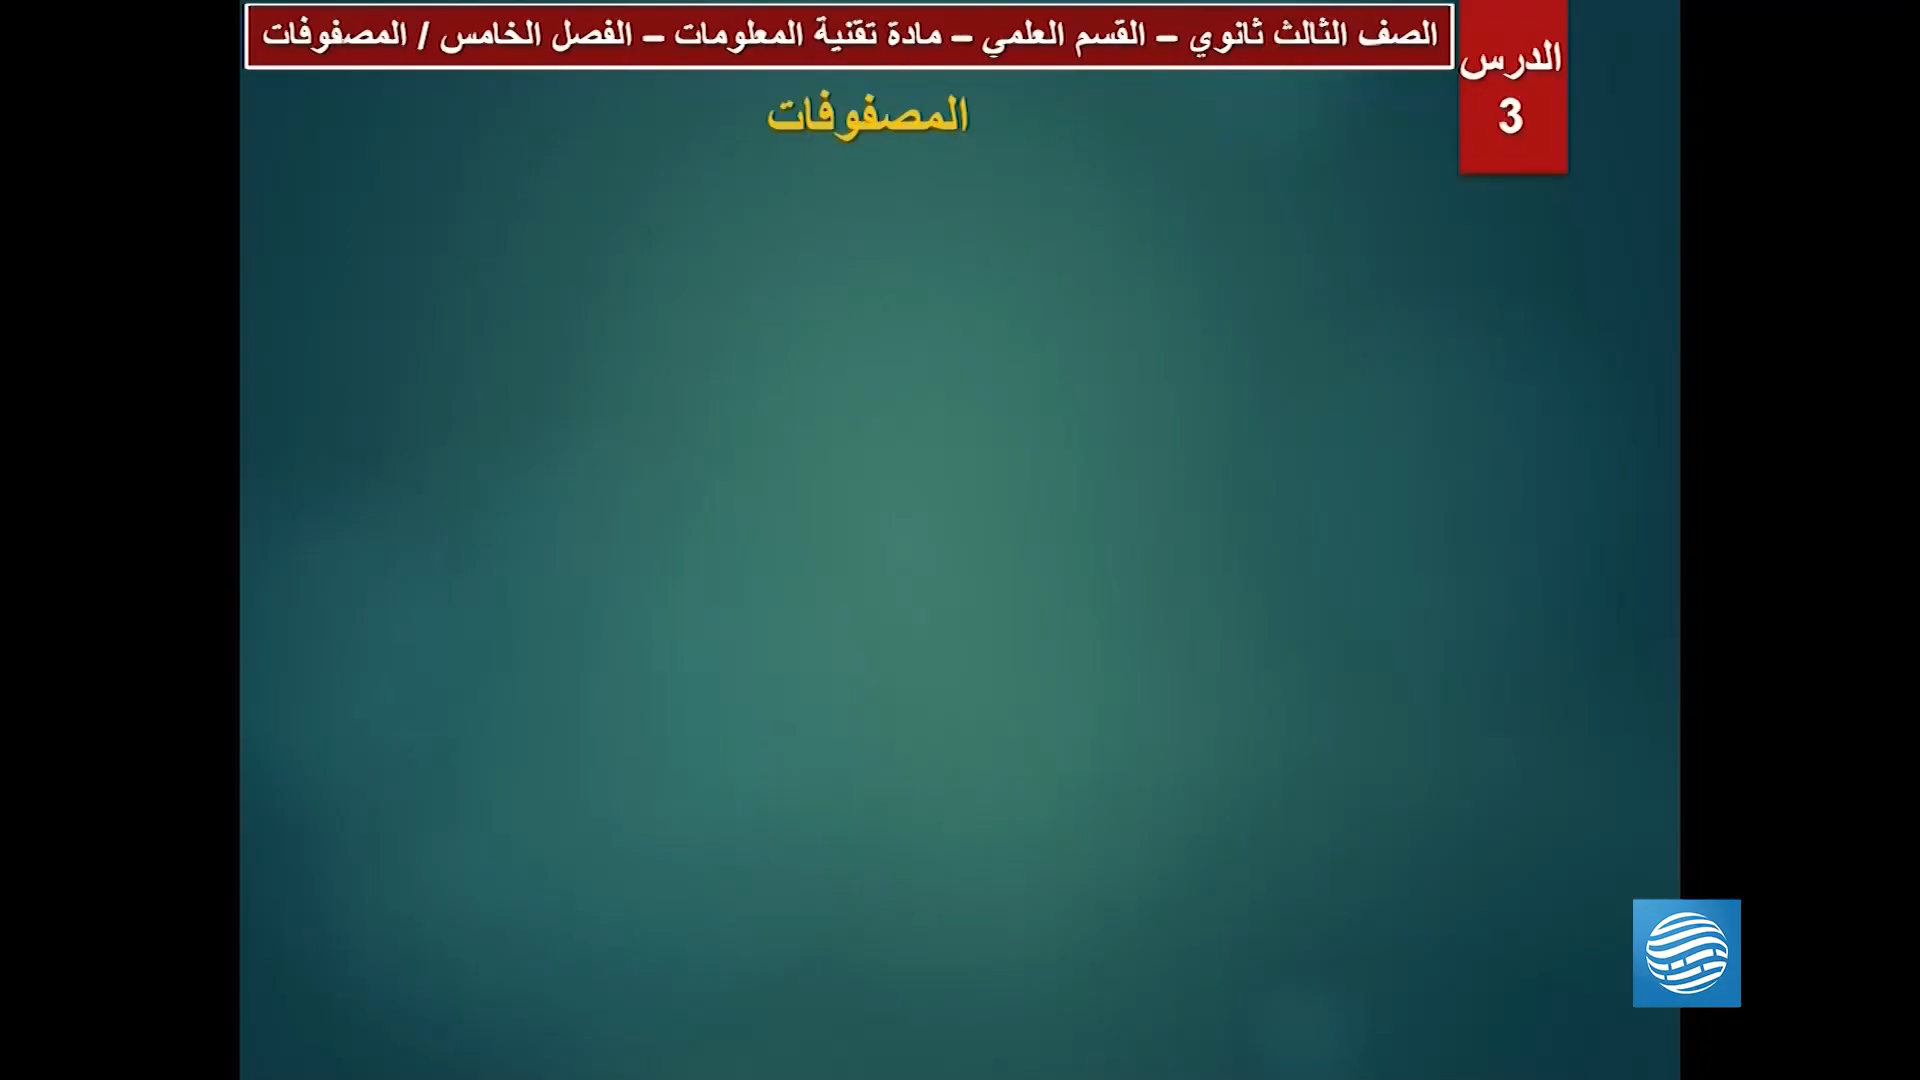 الصف الثالث ثانوي – القسم العلمي – مادة تقنية المعلومات – الفصل الخامس / المصفوفات
الدرس
3
المصفوفات